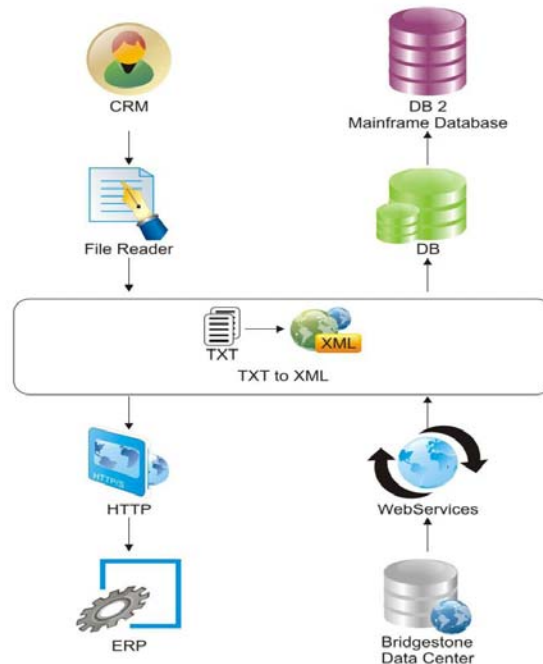 CRM
DB 2
Mainframe Database
File Reader
DB
TXT
XML
TXT to XML
HTTP/S
HTTP
WebServices
ERP
Bridgestone
Data Center